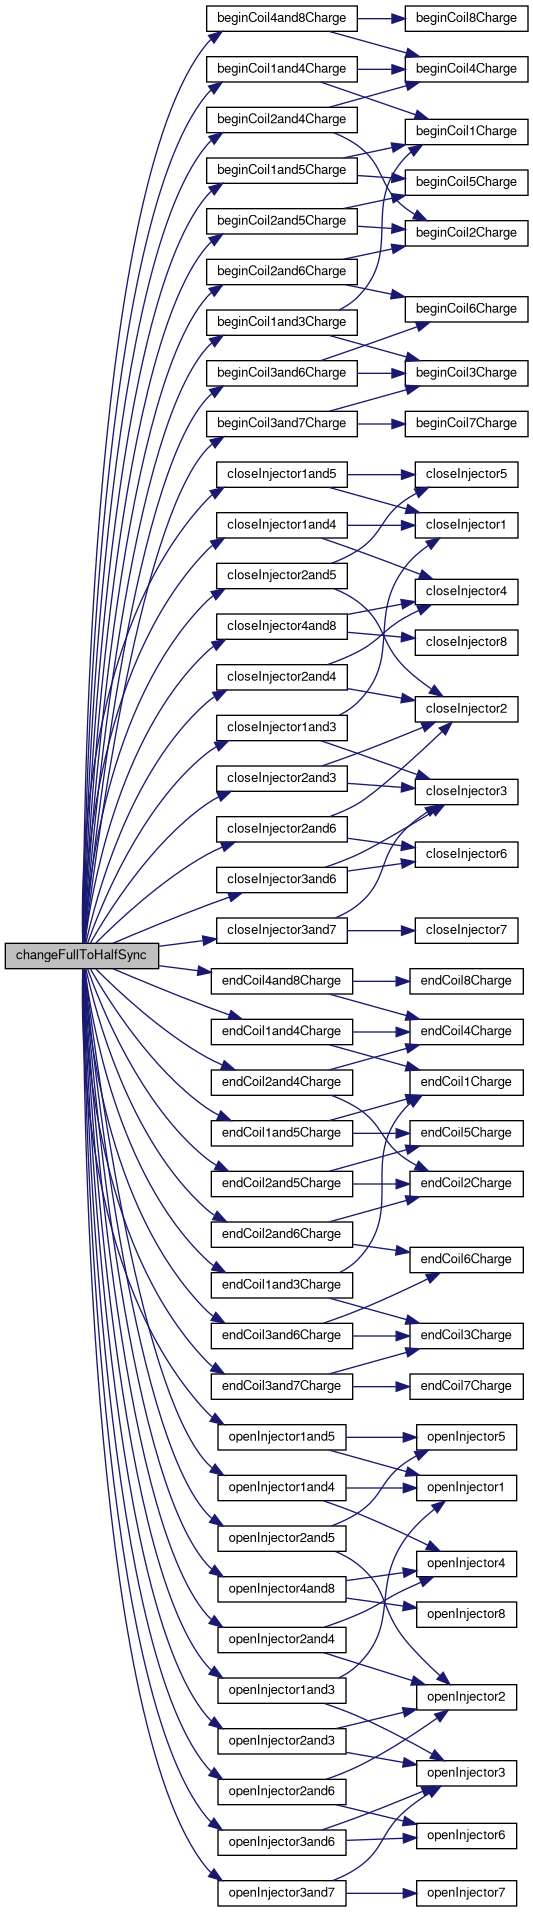 beginCoil4and8Charge
beginCoil8Charge
beginCoil1and4Charge
beginCoil4Charge
beginCoil2and4Charge
beginCoil1Charge
beginCoil1and5Charge
beginCoil5Charge
beginCoil2and5Charge
beginCoil2Charge
beginCoil2and6Charge
beginCoil6Charge
beginCoil1and3Charge
beginCoil3and6Charge
beginCoil3Charge
beginCoil3and7Charge
beginCoil7Charge
closeInjector1and5
closeInjector5
closeInjector1and4
closeInjector1
closeInjector2and5
closeInjector4
closeInjector4and8
closeInjector8
closeInjector2and4
closeInjector2
closeInjector1and3
closeInjector2and3
closeInjector3
closeInjector2and6
closeInjector6
closeInjector3and6
closeInjector3and7
closeInjector7
changeFullToHalfSync
endCoil4and8Charge
endCoil8Charge
endCoil1and4Charge
endCoil4Charge
endCoil2and4Charge
endCoil1Charge
endCoil1and5Charge
endCoil5Charge
endCoil2and5Charge
endCoil2Charge
endCoil2and6Charge
endCoil6Charge
endCoil1and3Charge
endCoil3and6Charge
endCoil3Charge
endCoil3and7Charge
endCoil7Charge
openInjector1and5
openInjector5
openInjector1and4
openInjector1
openInjector2and5
openInjector4
openInjector4and8
openInjector8
openInjector2and4
openInjector1and3
openInjector2
openInjector2and3
openInjector3
openInjector2and6
openInjector6
openInjector3and6
openInjector3and7
openInjector7